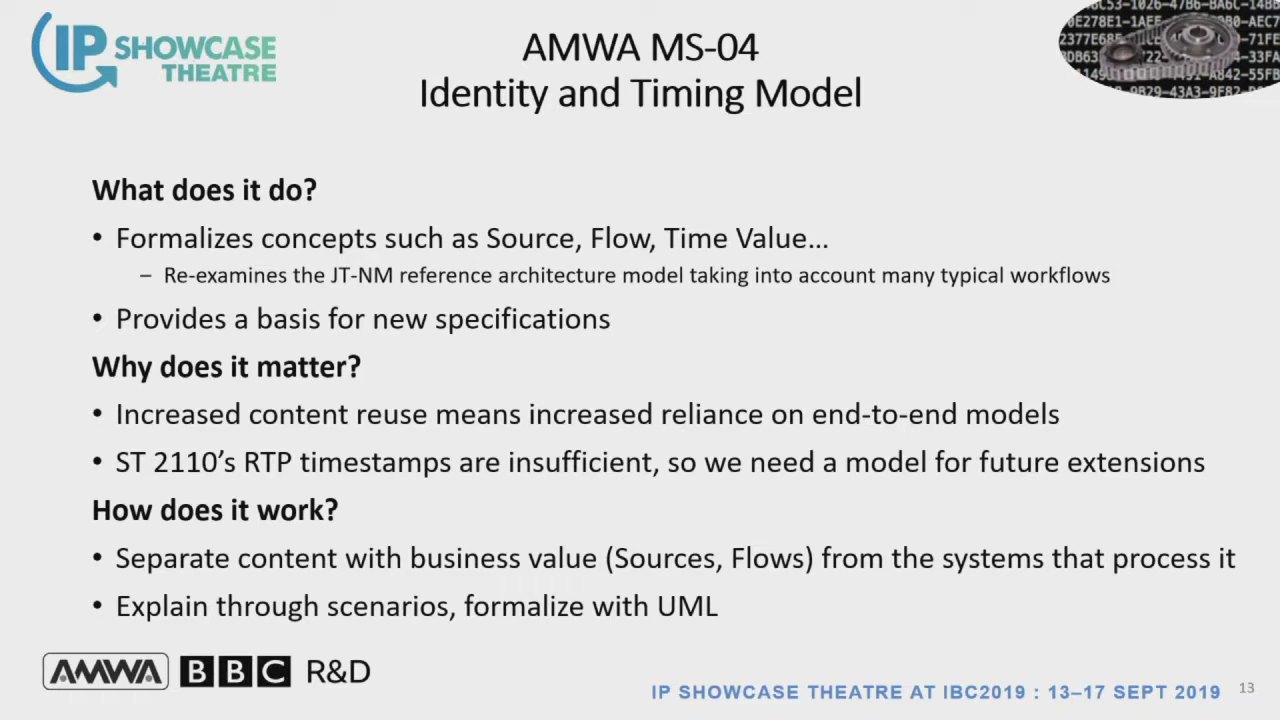 IP SHOWCASE
THEATRE
AMWA MS-04
Identity and Timing Model
What does it do?
• Formalizes concepts such as Source, Flow, Time Value…
– Re-examines the JT-NM reference architecture model taking into account many typical workflows
• Provides a basis for new specifications
Why does it matter?
• Increased content reuse means increased reliance on end-to-end models
• ST 2110’s RTP timestamps are insufficient, so we need a model for future extensions
How does it work?
• Separate content with business value (Sources, Flows) from the systems that process it
• Explain through scenarios, formalize with UML
AMWA BBC R&D
IP SHOWCASE THEATRE AT IBC2019 : 13–17 SEPT 2019 13